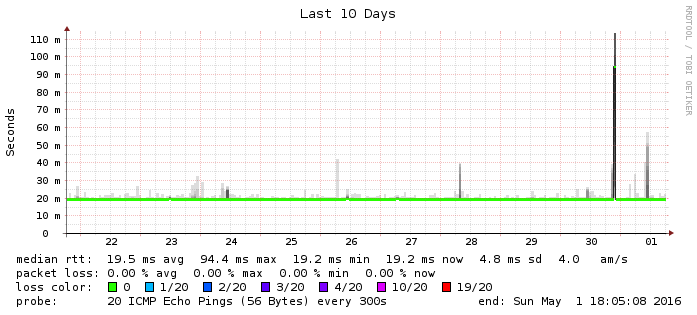 Last 10 Days
RRDTOOL / TOBI OETIKER
Seconds
110 m
100 m
90 m
80 m
70 m
60 m
50 m
40 m
30 m
20 m
10 m
0
22 23 24 25 26 27 28 29 30 01
median rtt: 19.5 ms avg 94.4 ms max 19.2 ms min 19.2 ms now 4.8 ms sd 4.0 am/s
packet loss: 0.00 % avg 0.00 % max 0.00 % min 0.00 % now
loss color: 0 1/20 2/20 3/20 4/20 10/20 19/20
probe: 20 ICMP Echo Pings (56 Bytes) every 300s end: Sun May 1 18:05:08 2016